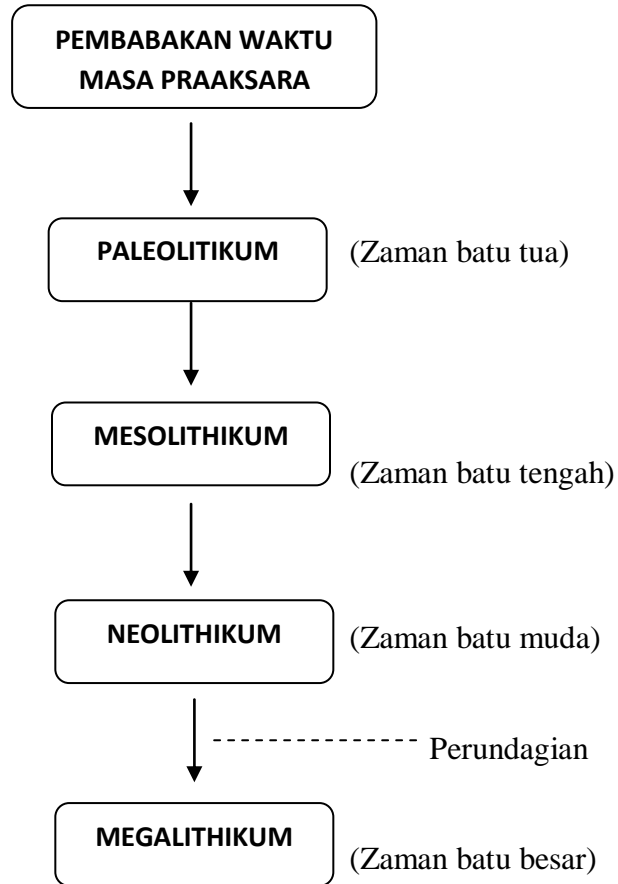 PEMBABAKAN WAKTU
MASA PRAAKSARA
PALEOLITIKUM (Zaman batu tua)
MESOLITHIKUM
(Zaman batu tengah)
NEOLITHIKUM (Zaman batu muda)
Perundagian
MEGALITHIKUM
(Zaman batu besar)